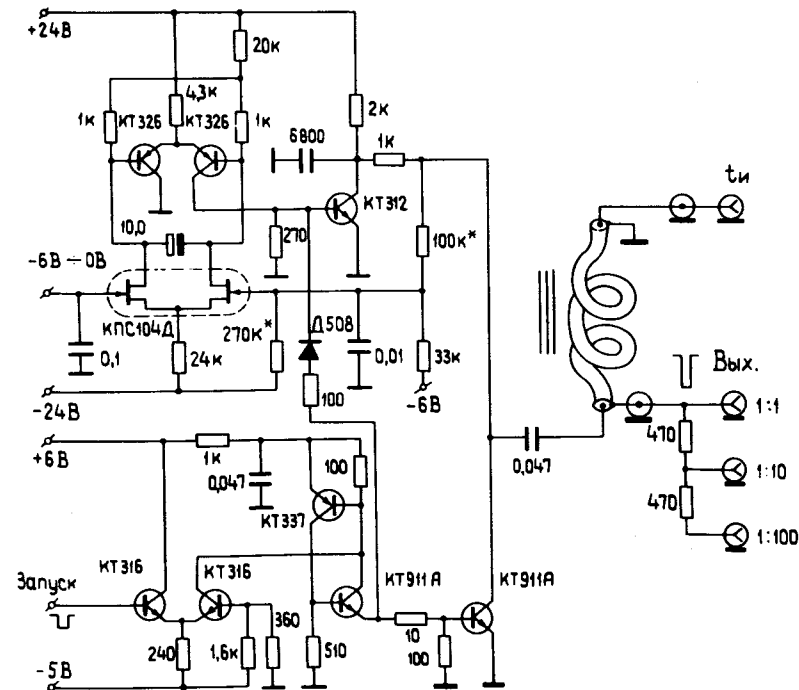 +24В
20к
4,3к
1к
КТ326
КТ326
1к
2к
6800
1к
КТ312
tи
10,0
270
100к*
-6В ÷ 0В
КПС104Д
270К*
Д508
0,1
24к
0,01
33к
-6В
100
-24В
+6В
Вых.
1:1
470
1к
0,047
100
0,047
1:10
470
КТ337
1:100
КТ316
КТ316
КТ911А
КТ911А
Запуск
360
10
240
1,6к
510
100
-5В